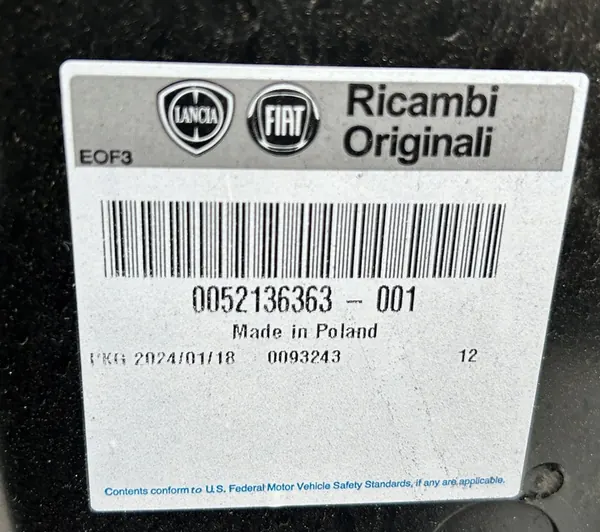 LANCIA
FIAT
Ricambi
Originali
EOF3
0052136363 - 001
Made in Poland
PKG 2024/01/18 0093243 12
Contents conform to U.S. Federal Motor Vehicle Safety Standards, if any are applicable.